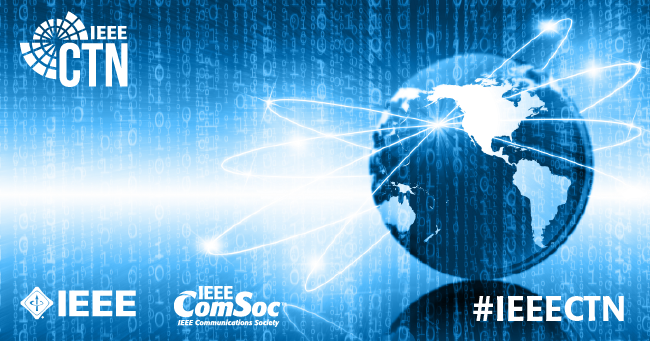 IEEE
CTN
IEEE
IEEE
ComSoc
IEEE Communications Society
#IEEECTN